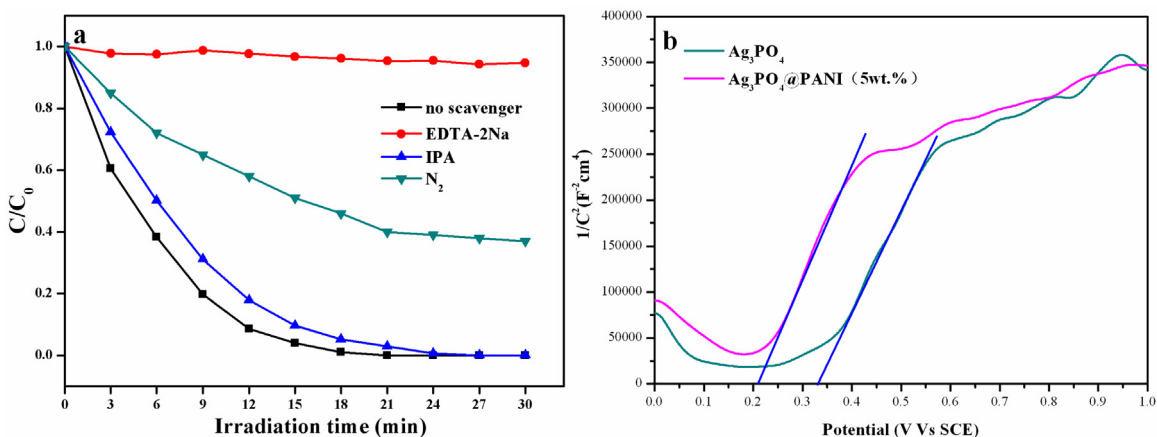 a
C/C₀
1.0
0.8
0.6
0.4
0.2
0.0
no scavenger
EDTA-2Na
IPA
N₂
0 3 6 9 12 15 18 21 24 27 30
Irradiation time (min)
b
1/C²(F⁻²cm⁴)
400000
350000
300000
250000
200000
150000
100000
50000
0
Ag₃PO₄
Ag₃PO₄@PANI（5wt.%）
0.0 0.1 0.2 0.3 0.4 0.5 0.6 0.7 0.8 0.9 1.0
Potential (V Vs SCE)